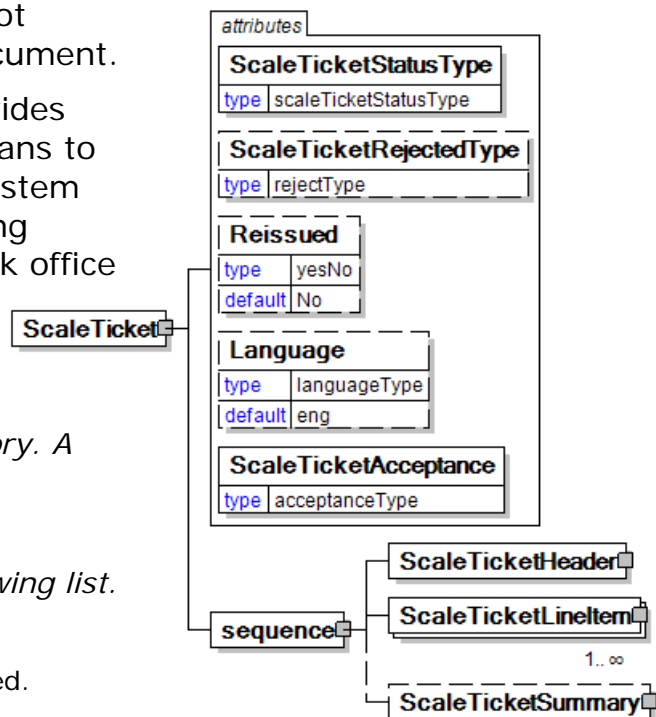 ot
cument.
ides
ans to
stem
ng
k office
ory. A
wing list.
ed.
attributes
ScaleTicketStatusType
type scaleTicketStatusType
ScaleTicketRejectedType
type rejectType
Reissued
type yesNo
default No
Language
type languageType
default eng
ScaleTicketAcceptance
type acceptanceType
ScaleTicket
sequence
ScaleTicketHeader
ScaleTicketLineItem
1.. ∞
ScaleTicketSummary